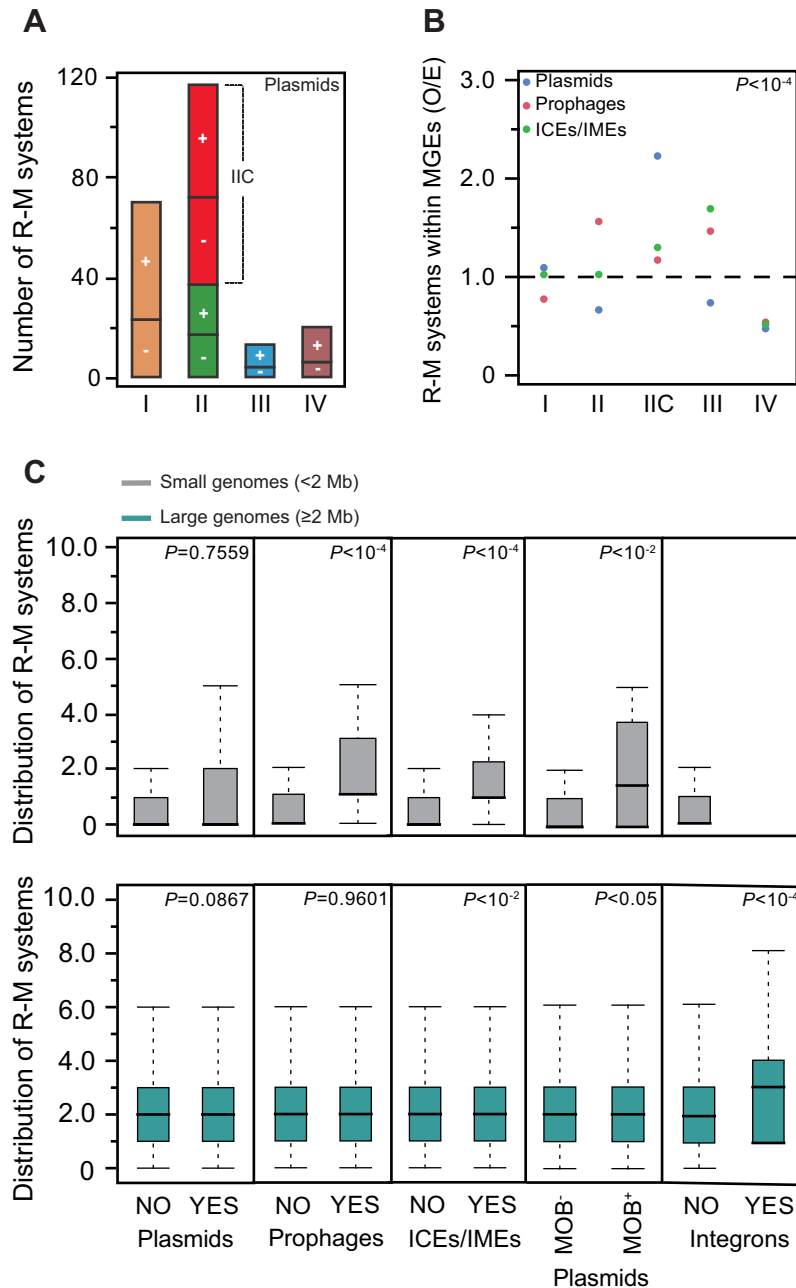 A
Number of R-M systems
120
80
40
0
Plasmids
IIC
+
-
+
-
+
-
+
-
+
-
I II III IV
B
R-M systems within MGEs (O/E)
3.0
2.0
1.0
0
Plasmids
Prophages
ICEs/IMEs
P<10⁻⁴
I II IIC III IV
C
Small genomes (<2 Mb)
Large genomes (≥2 Mb)
Distribution of R-M systems
10.0
8.0
6.0
4.0
2.0
0
P=0.7559
P<10⁻⁴
P<10⁻⁴
P<10⁻²
Distribution of R-M systems
10.0
8.0
6.0
4.0
2.0
0
P=0.0867
P=0.9601
P<10⁻²
P<0.05
P<10⁻⁴
NO YES
Plasmids
NO YES
Prophages
NO YES
ICEs/IMEs
MOB⁻
MOB⁺
Plasmids
NO YES
Integrons